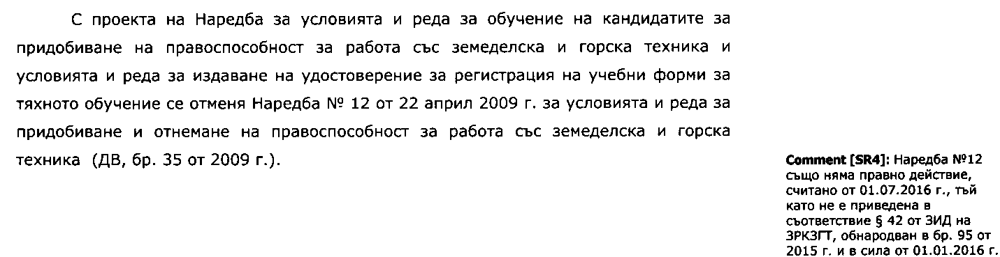 С проекта на Наредба за условията и реда за обучение на кандидатите за
придобиване на правоспособност за работа със земеделска и горска техника и
условията и реда за издаване на удостоверение за регистрация на учебни форми за
тяхното обучение се отменя Наредба № 12 от 22 април 2009 г. за условията и реда за
придобиване и отнемане на правоспособност за работа със земеделска и горска
техника (ДВ, бр. 35 от 2009 г.).
Comment [SR4]: Наредба №12
също няма правно действие,
считано от 01.07.2016 г., тъй
като не е приведена в
съответствие § 42 от ЗИД на
ЗРКЗГТ, обнародван в бр. 95 от
2015 г. и в сила от 01.01.2016 г.